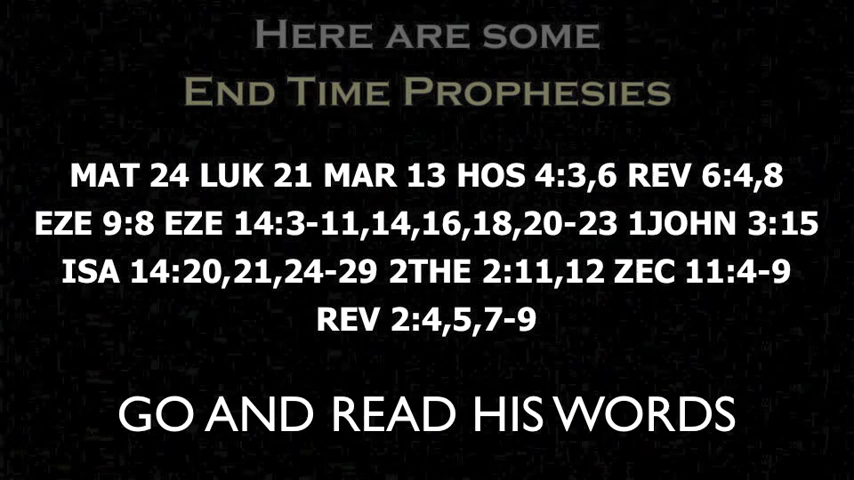 HERE ARE SOME
END TIME PROPHESIES
MAT 24 LUK 21 MAR 13 HOS 4:3,6 REV 6:4,8
EZE 9:8 EZE 14:3-11,14,16,18,20-23 1JOHN 3:15
ISA 14:20,21,24-29 2THE 2:11,12 ZEC 11:4-9
REV 2:4,5,7-9
GO AND READ HIS WORDS